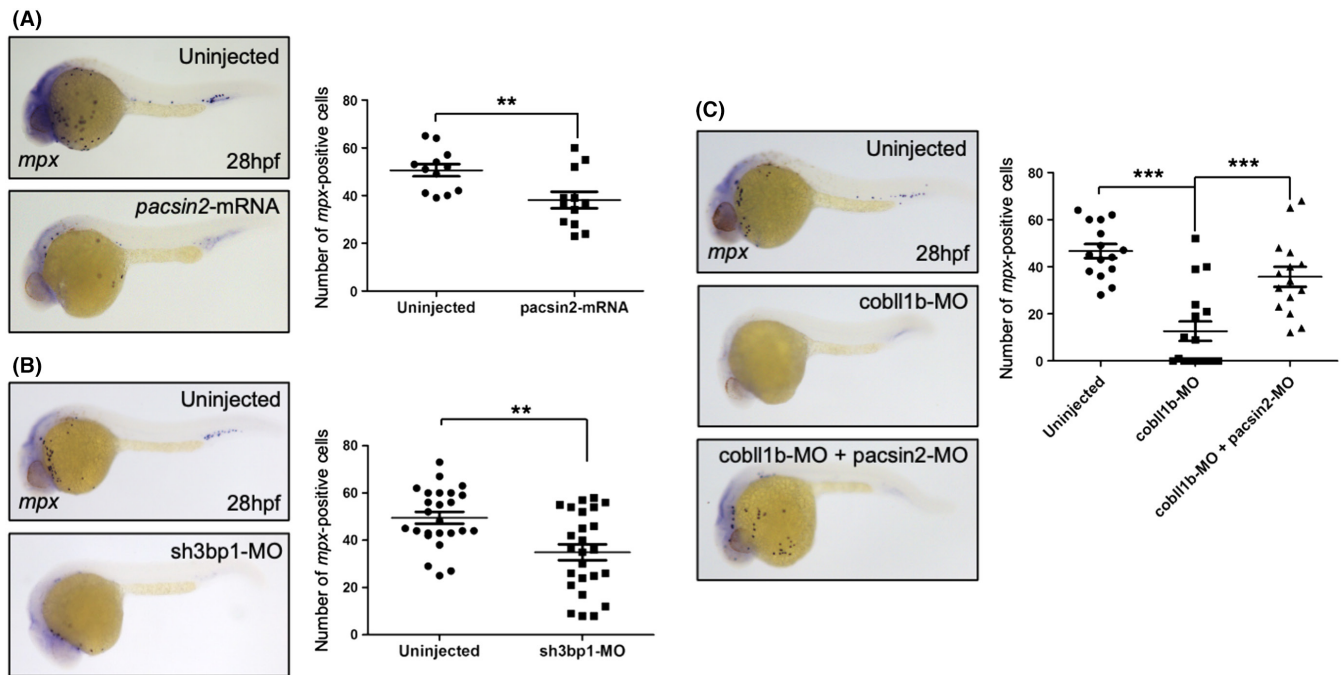 (A)
Uninjected
mpx
28hpf
pacsin2-mRNA
Number of mpx-positive cells
80
60
40
20
0
**
Uninjected
pacsin2-mRNA
(B)
Uninjected
mpx
28hpf
sh3bp1-MO
Number of mpx-positive cells
80
60
40
20
0
**
Uninjected
sh3bp1-MO
(C)
Uninjected
mpx
28hpf
cobll1b-MO
cobll1b-MO + pacsin2-MO
Number of mpx-positive cells
80
60
40
20
0
***
***
Uninjected
cobll1b-MO
cobll1b-MO + pacsin2-MO